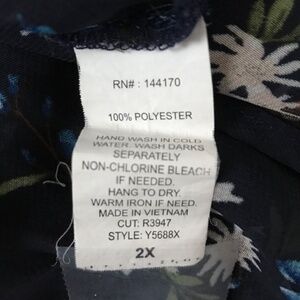 RN# : 144170
100% POLYESTER
HAND WASH IN COLD
WATER. WASH DARKS
SEPARATELY
NON-CHLORINE BLEACH
IF NEEDED.
HANG TO DRY.
WARM IRON IF NEED.
MADE IN VIETNAM
CUT: R3947
STYLE: Y5688X
2X